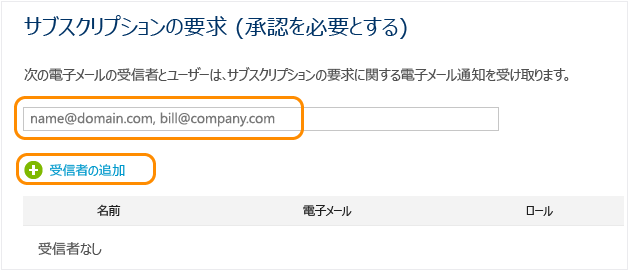 サブスクリプションの要求 (承認を必要とする)
次の電子メールの受信者とユーザーは、サブスクリプションの要求に関する電子メール通知を受け取ります。
name@domain.com, bill@company.com
受信者の追加
名前 電子メール ロール
受信者なし